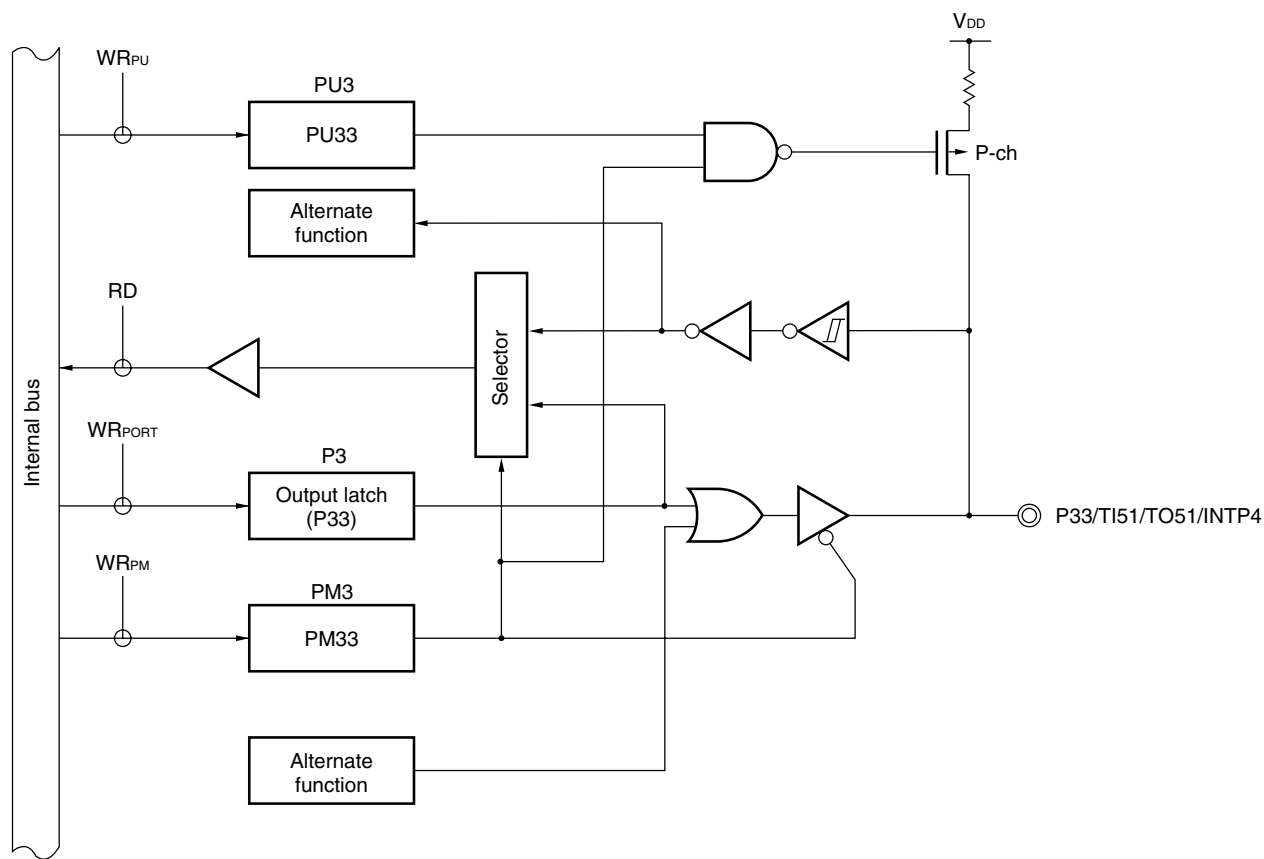 VDD
WRPU
PU3
PU33
P-ch
Alternate
function
RD
Selector
Internal bus
WRPORT
P3
Output latch
(P33)
P33/TI51/TO51/INTP4
WRPM
PM3
PM33
Alternate
function